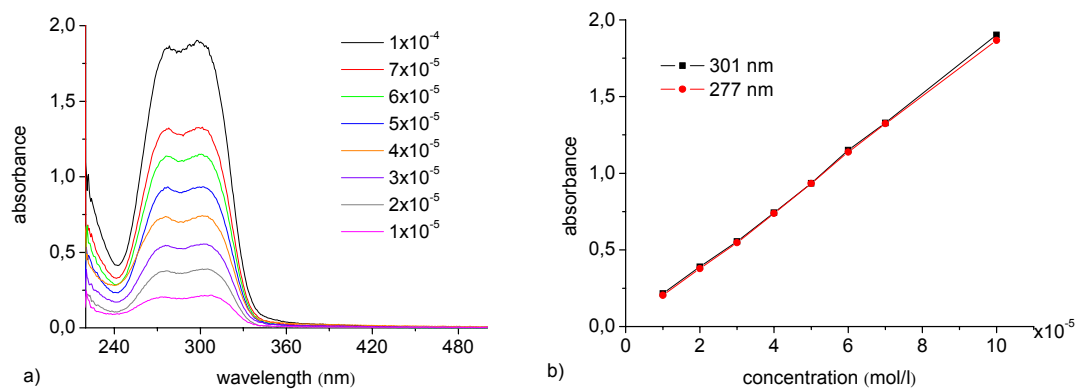 2,0
1,5
1,0
0,5
0,0
240 300 360 420 480
absorbance
wavelength (nm)
a)
1x10⁻⁴
7x10⁻⁵
6x10⁻⁵
5x10⁻⁵
4x10⁻⁵
3x10⁻⁵
2x10⁻⁵
1x10⁻⁵
2,0
1,5
1,0
0,5
0,0
0 2 4 6 8 10
x10⁻⁵
absorbance
concentration (mol/l)
b)
301 nm
277 nm